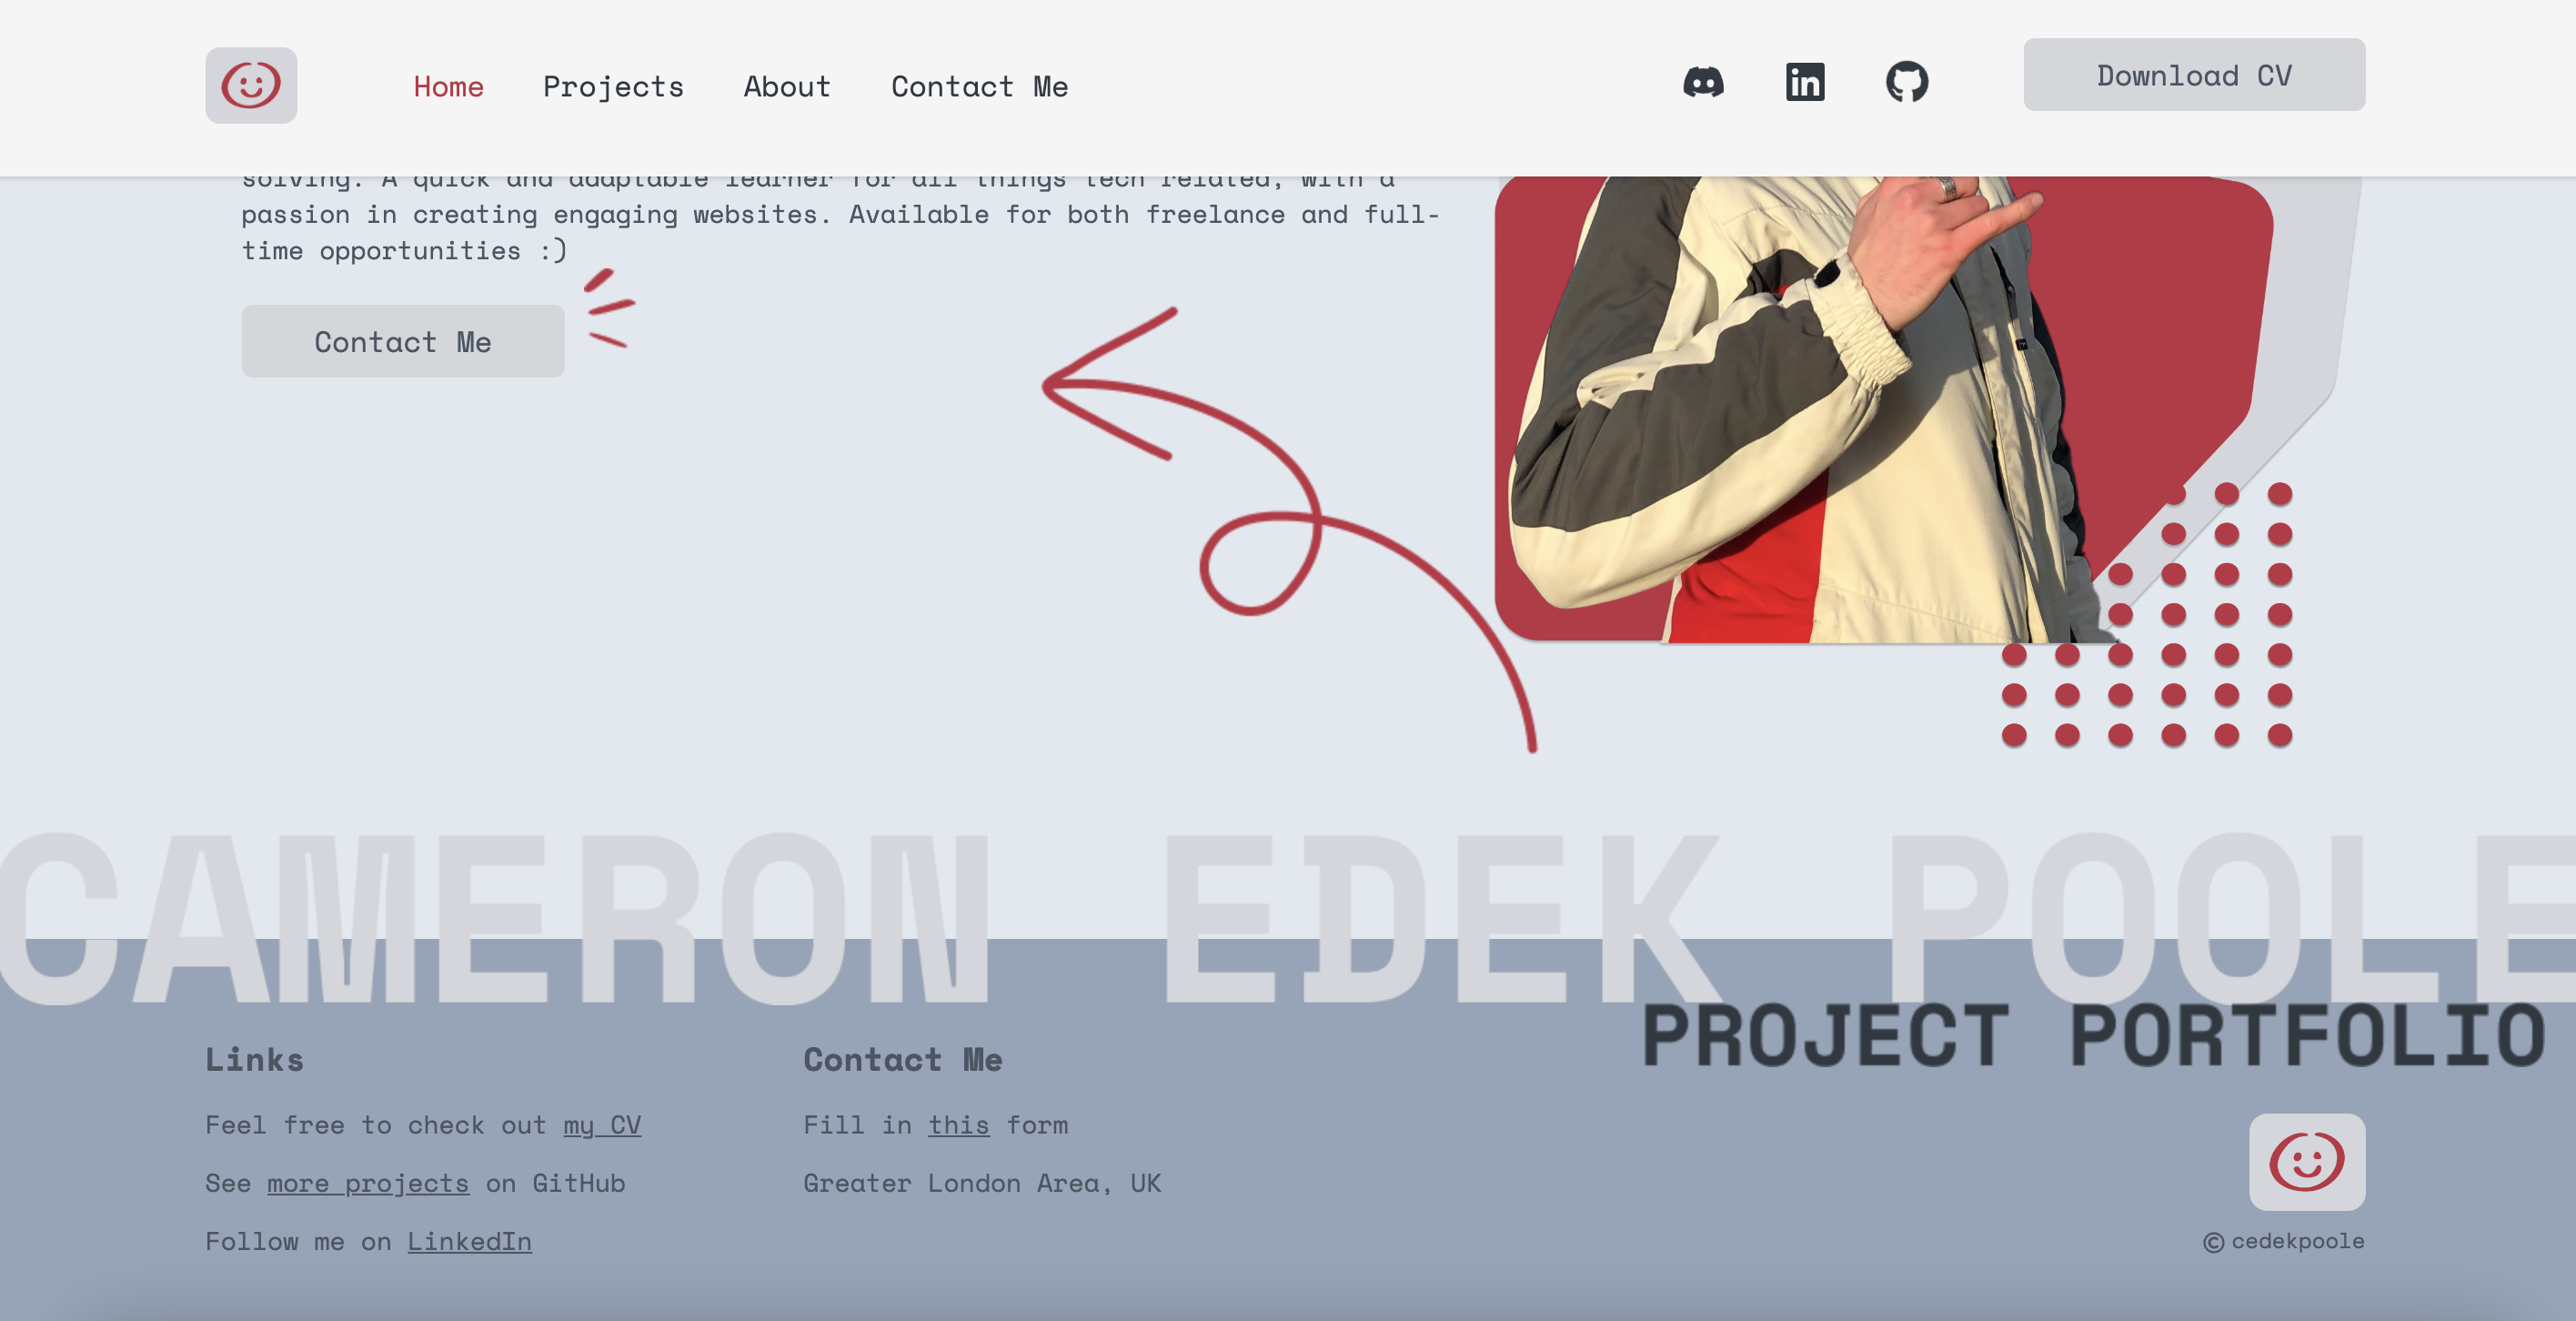 Home
Projects
About
Contact Me
in
Download CV
solving. A quick and adaptable learner for all things tech related, with a
passion in creating engaging websites. Available for both freelance and full-
time opportunities :)
Contact Me
CAMERON EDEK POOLE
PROJECT PORTFOLIO
Links
Feel free to check out my CV
See more projects on GitHub
Follow me on LinkedIn
Contact Me
Fill in this form
Greater London Area, UK
© cedekpoole